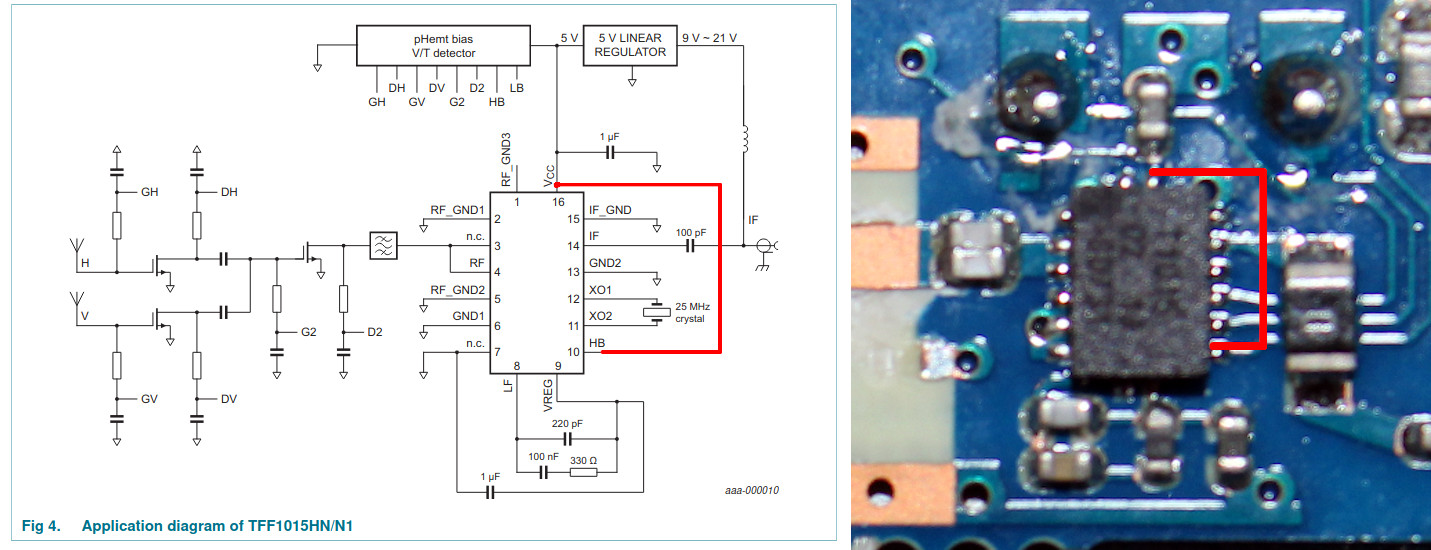 pHemt bias
V/T detector
5 V
5 V LINEAR
REGULATOR
9 V ~ 21 V
DH
DV
D2
LB
GH
GV
G2
HB
1 µF
RF_GND3
VCC
GH
DH
1
16
RF_GND1
2
15
IF_GND
IF
n.c.
3
14
IF
100 pF
H
RF
4
13
GND2
RF_GND2
5
12
XO1
25 MHz
crystal
V
GND1
6
11
XO2
G2
D2
n.c.
7
10
HB
8
9
LF
VREG
GV
DV
220 pF
100 nF
330 Ω
1 µF
aaa-000010
Fig 4. Application diagram of TFF1015HN/N1